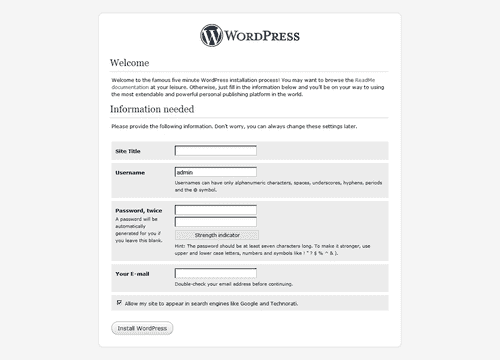 WORDPRESS
Welcome
Welcome to the famous five minute WordPress installation process! You may want to browse the ReadMe
documentation at your leisure. Otherwise, just fill in the information below and you'll be on your way to using
the most extendable and powerful personal publishing platform in the world.
Information needed
Please provide the following information. Don't worry, you can always change these settings later.
Site Title
Username
admin
Usernames can have only alphanumeric characters, spaces, underscores, hyphens, periods
and the @ symbol.
Password, twice
A password will be
automatically
generated for you if
you leave this blank.
Strength indicator
Hint: The password should be at least seven characters long. To make it stronger, use
upper and lower case letters, numbers and symbols like ! " ? $ % ^ & ).
Your E-mail
Double-check your email address before continuing.
Allow my site to appear in search engines like Google and Technorati.
Install WordPress